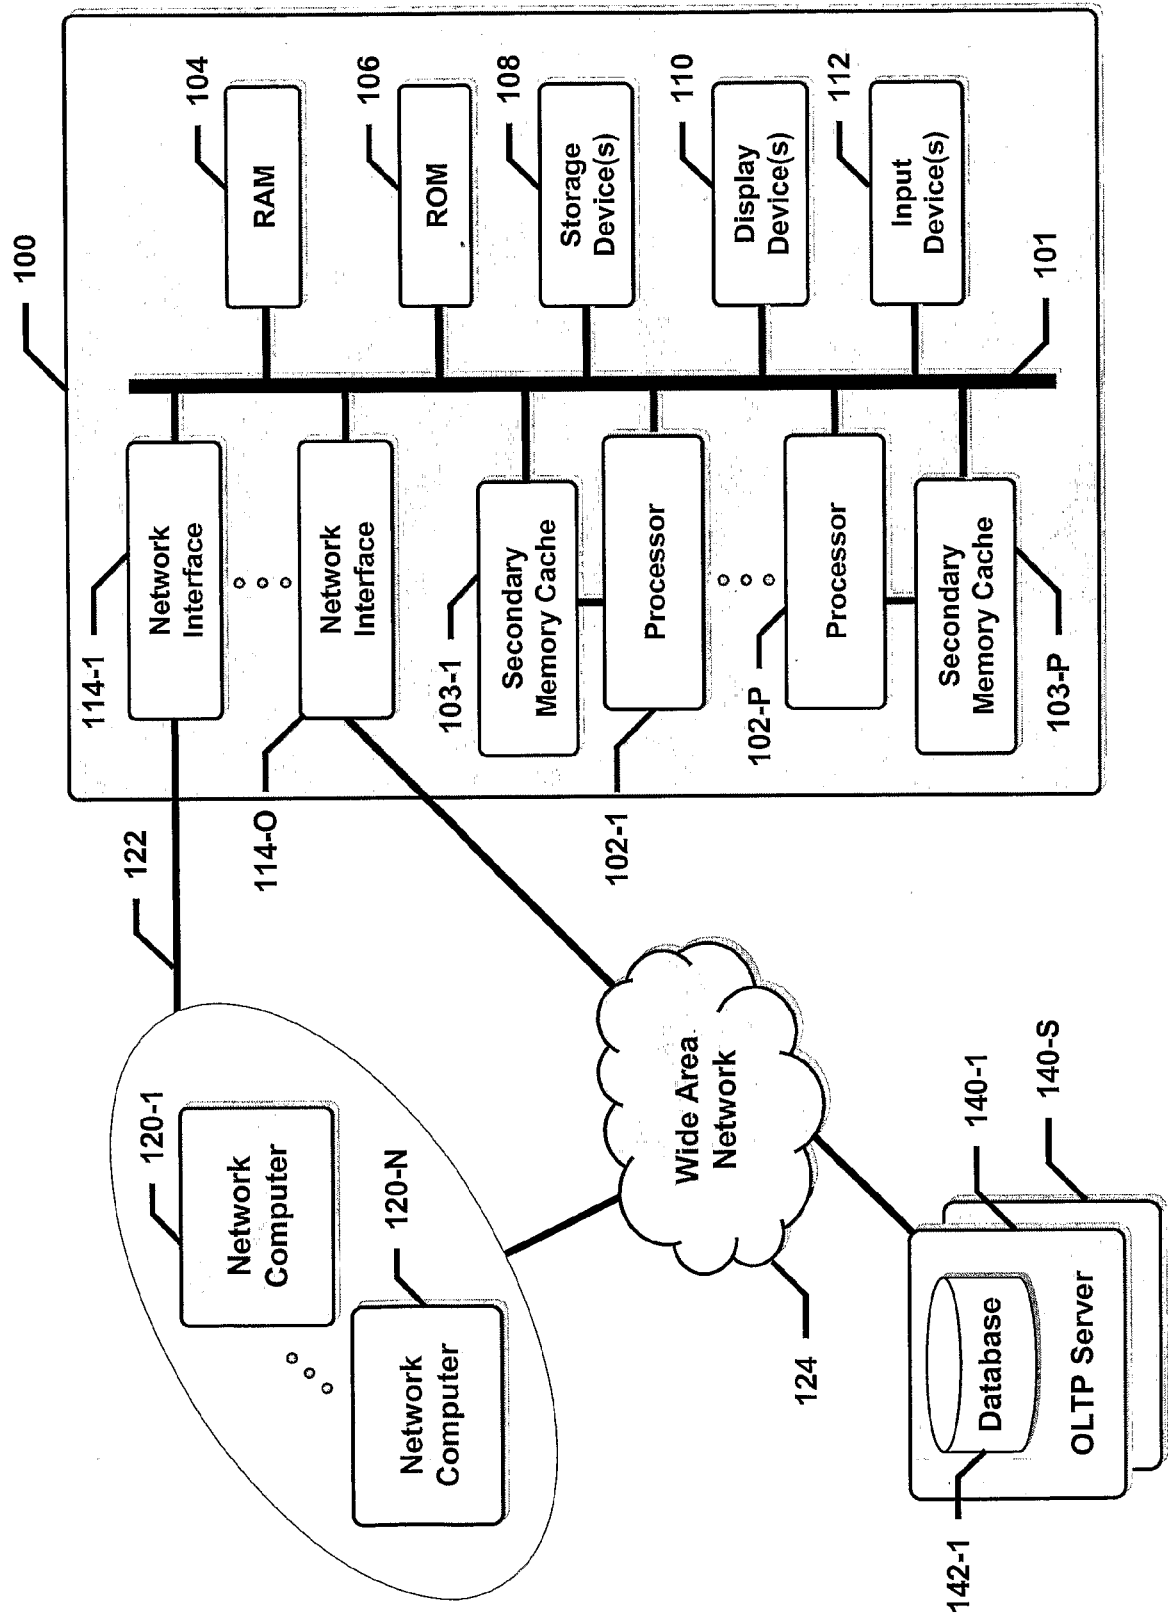 100
104
RAM
106
ROM
108
Storage
Device(s)
110
Display
Device(s)
112
Input
Device(s)
101
114-1
Network
Interface
114-O
Network
Interface
103-1
Secondary
Memory Cache
102-1
Processor
102-P
Processor
103-P
Secondary
Memory Cache
122
120-1
Network
Computer
120-N
Network
Computer
Wide Area
Network
124
140-S
140-1
142-1
Database
OLTP Server